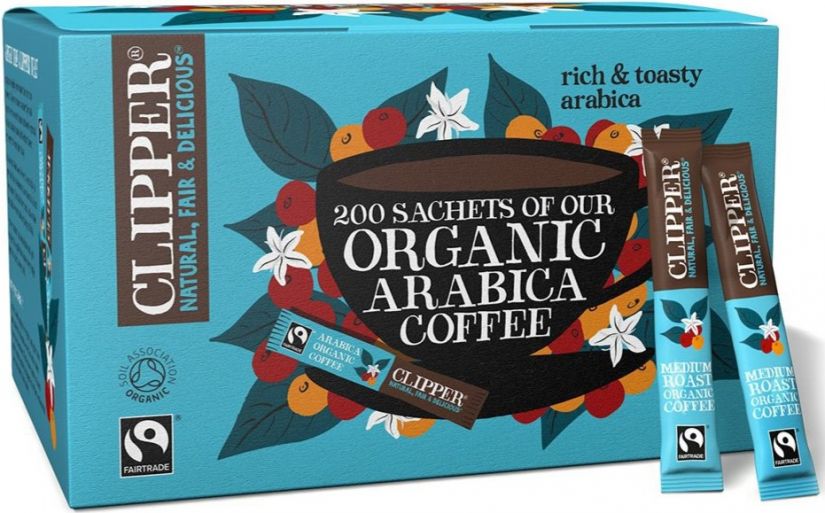 CLIPPER®
NATURAL, FAIR & DELICIOUS®
rich & toasty
arabica
200 SACHETS OF OUR
ORGANIC
ARABICA
COFFEE
ARABICA
ORGANIC
COFFEE
CLIPPER®
NATURAL, FAIR & DELICIOUS®
SOIL ASSOCIATION
ORGANIC
FAIRTRADE
CLIPPER®
NATURAL, FAIR & DELICIOUS®
MEDIUM
ROAST
ORGANIC
COFFEE
FAIRTRADE
CLIPPER®
NATURAL, FAIR & DELICIOUS®
MEDIUM
ROAST
ORGANIC
COFFEE
FAIRTRADE